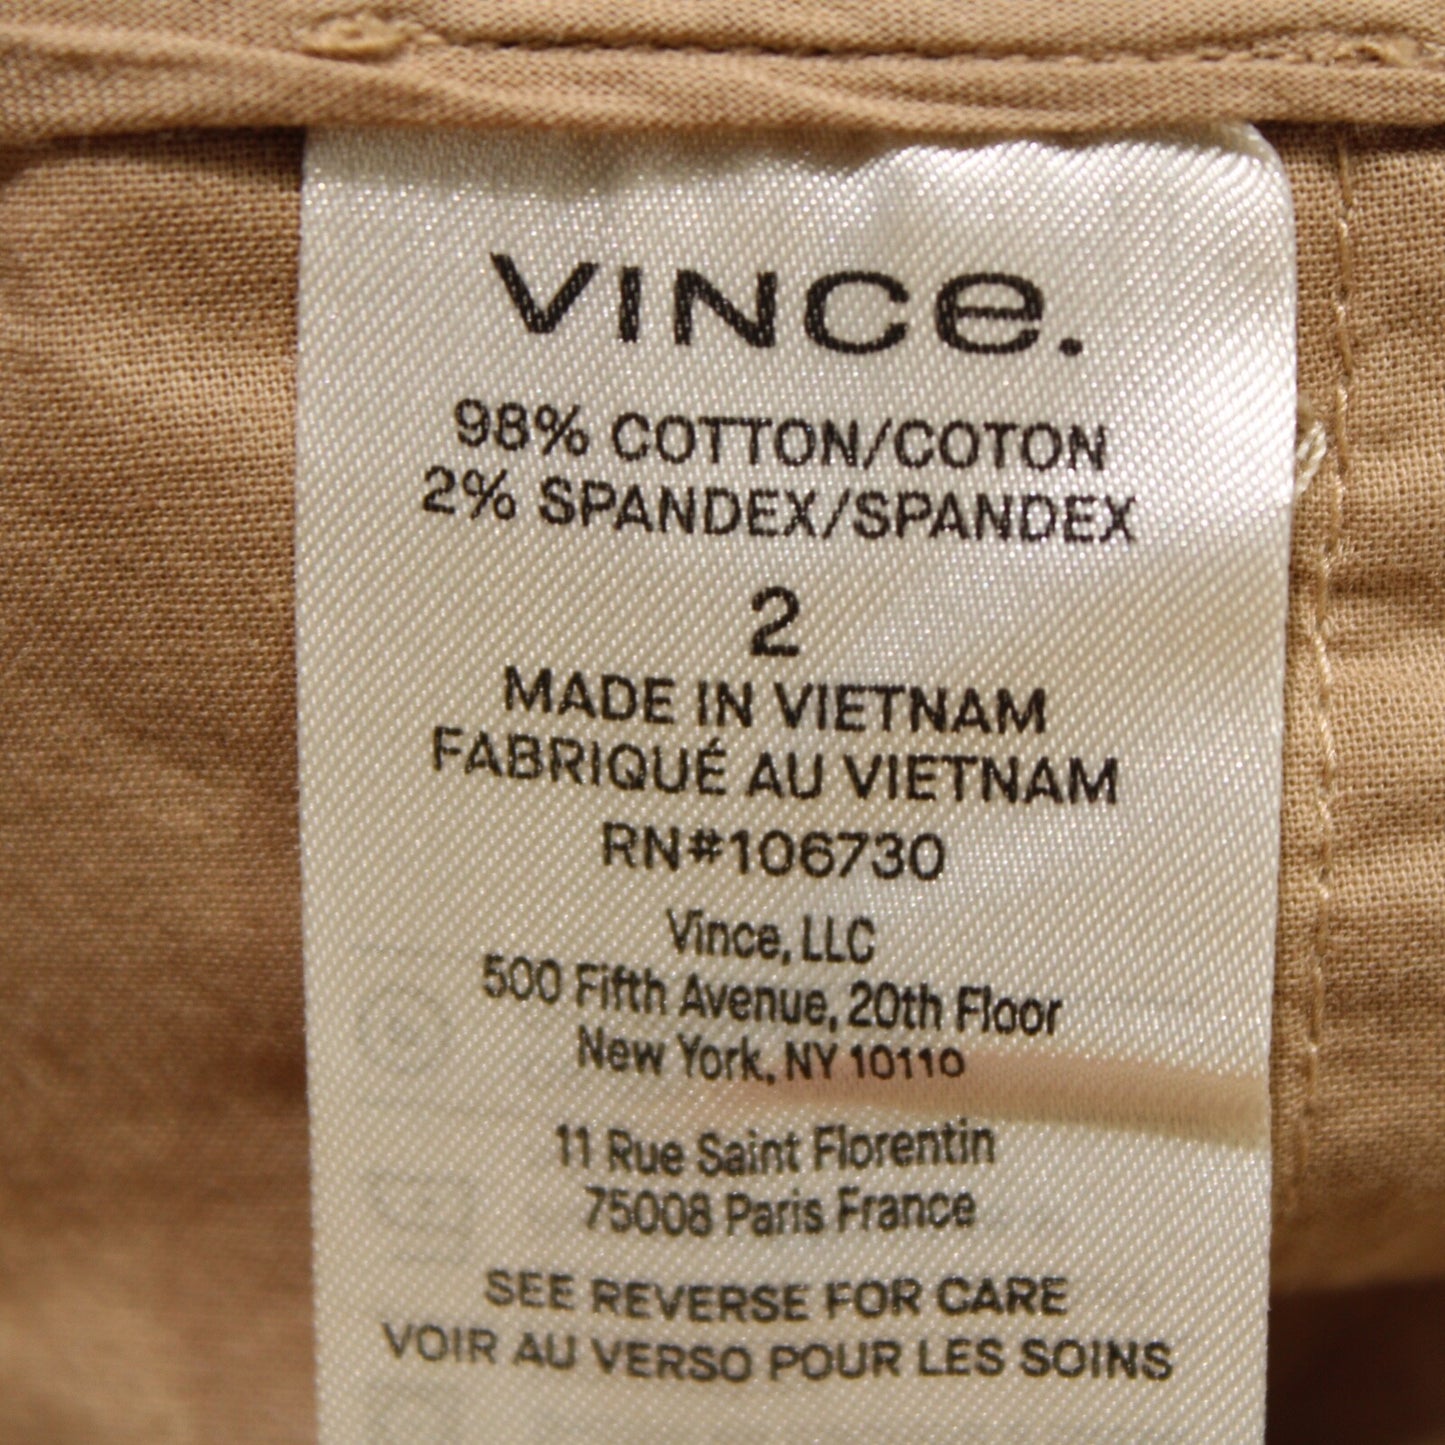 VINCe.
98% COTTON/COTON
2% SPANDEX/SPANDEX
2
MADE IN VIETNAM
FABRIQUÉ AU VIETNAM
RN#106730
Vince, LLC
500 Fifth Avenue, 20th Floor
New York, NY 10110
11 Rue Saint Florentin
75008 Paris France
SEE REVERSE FOR CARE
VOIR AU VERSO POUR LES SOINS